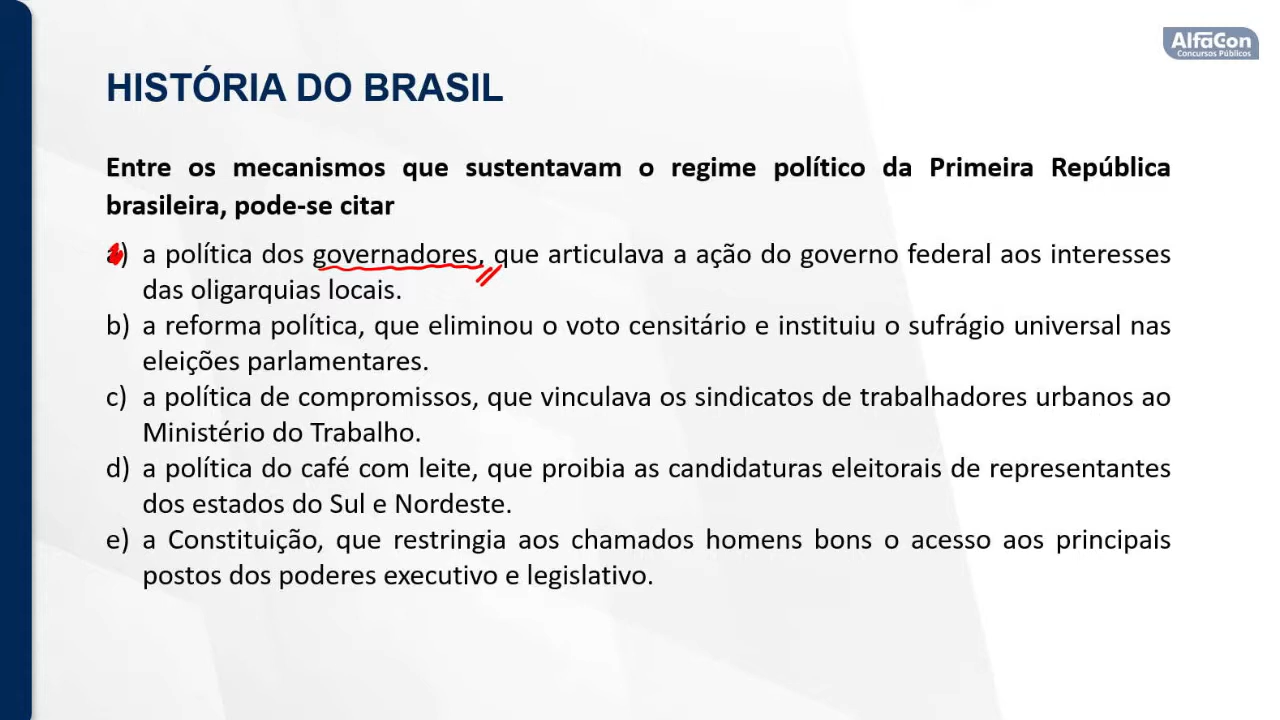 AlfaCon
Concursos Públicos
HISTÓRIA DO BRASIL
Entre os mecanismos que sustentavam o regime político da Primeira República
brasileira, pode-se citar
a) a política dos governadores, que articulava a ação do governo federal aos interesses
das oligarquias locais.
b) a reforma política, que eliminou o voto censitário e instituiu o sufrágio universal nas
eleições parlamentares.
c) a política de compromissos, que vinculava os sindicatos de trabalhadores urbanos ao
Ministério do Trabalho.
d) a política do café com leite, que proibia as candidaturas eleitorais de representantes
dos estados do Sul e Nordeste.
e) a Constituição, que restringia aos chamados homens bons o acesso aos principais
postos dos poderes executivo e legislativo.